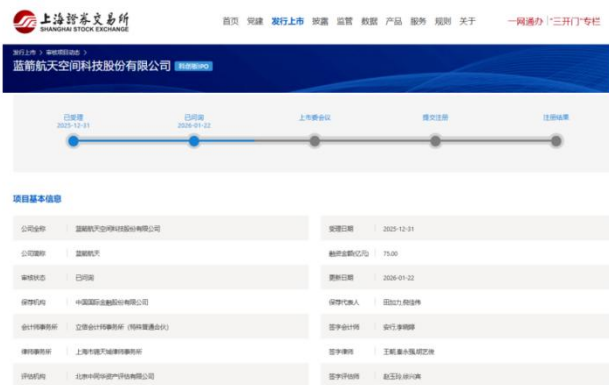 上海證券交易所
SHANGHAI STOCK EXCHANGE
首页 党建 发行上市 披露 监管 数据 产品 服务 规则 关于 一网通办 "三开门"专栏
发行上市 > 审核项目动态 >
蓝箭航天空间科技股份有限公司 科创板IPO
已受理 已问询 上市委会议 提交注册 注册结果
2025-12-31 2026-01-22
项目基本信息
公司全称 蓝箭航天空间科技股份有限公司 受理日期 2025-12-31
公司简称 蓝箭航天 融资金额(亿元) 75.00
审核状态 已问询 更新日期 2026-01-22
保荐机构 中国国际金融股份有限公司 保荐代表人
会计师事务所 立信会计师事务所（特殊普通合伙） 签字会计师
律师事务所 上海市锦天城律师事务所 签字律师
评估机构 签字评估师